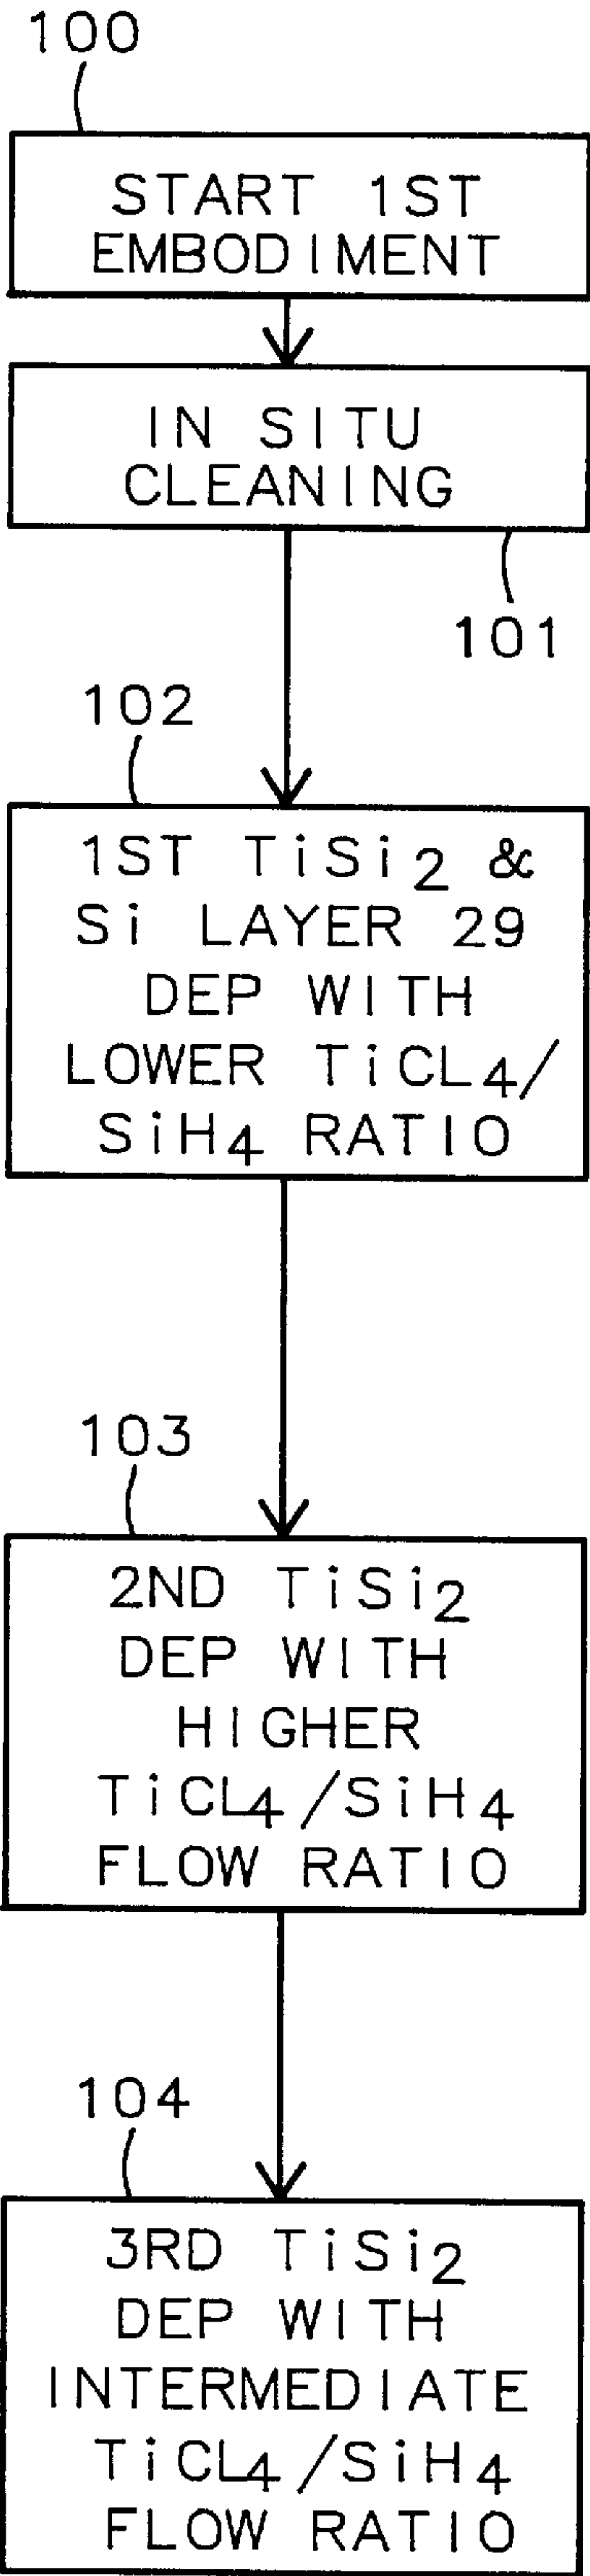 100
START 1ST
EMBODIMENT
IN SITU
CLEANING
101
102
1ST TiSi2 &
Si LAYER 29
DEP WITH
LOWER TiCL4/
SiH4 RATIO
103
2ND TiSi2
DEP WITH
HIGHER
TiCL4/SiH4
FLOW RATIO
104
3RD TiSi2
DEP WITH
INTERMEDIATE
TiCL4/SiH4
FLOW RATIO